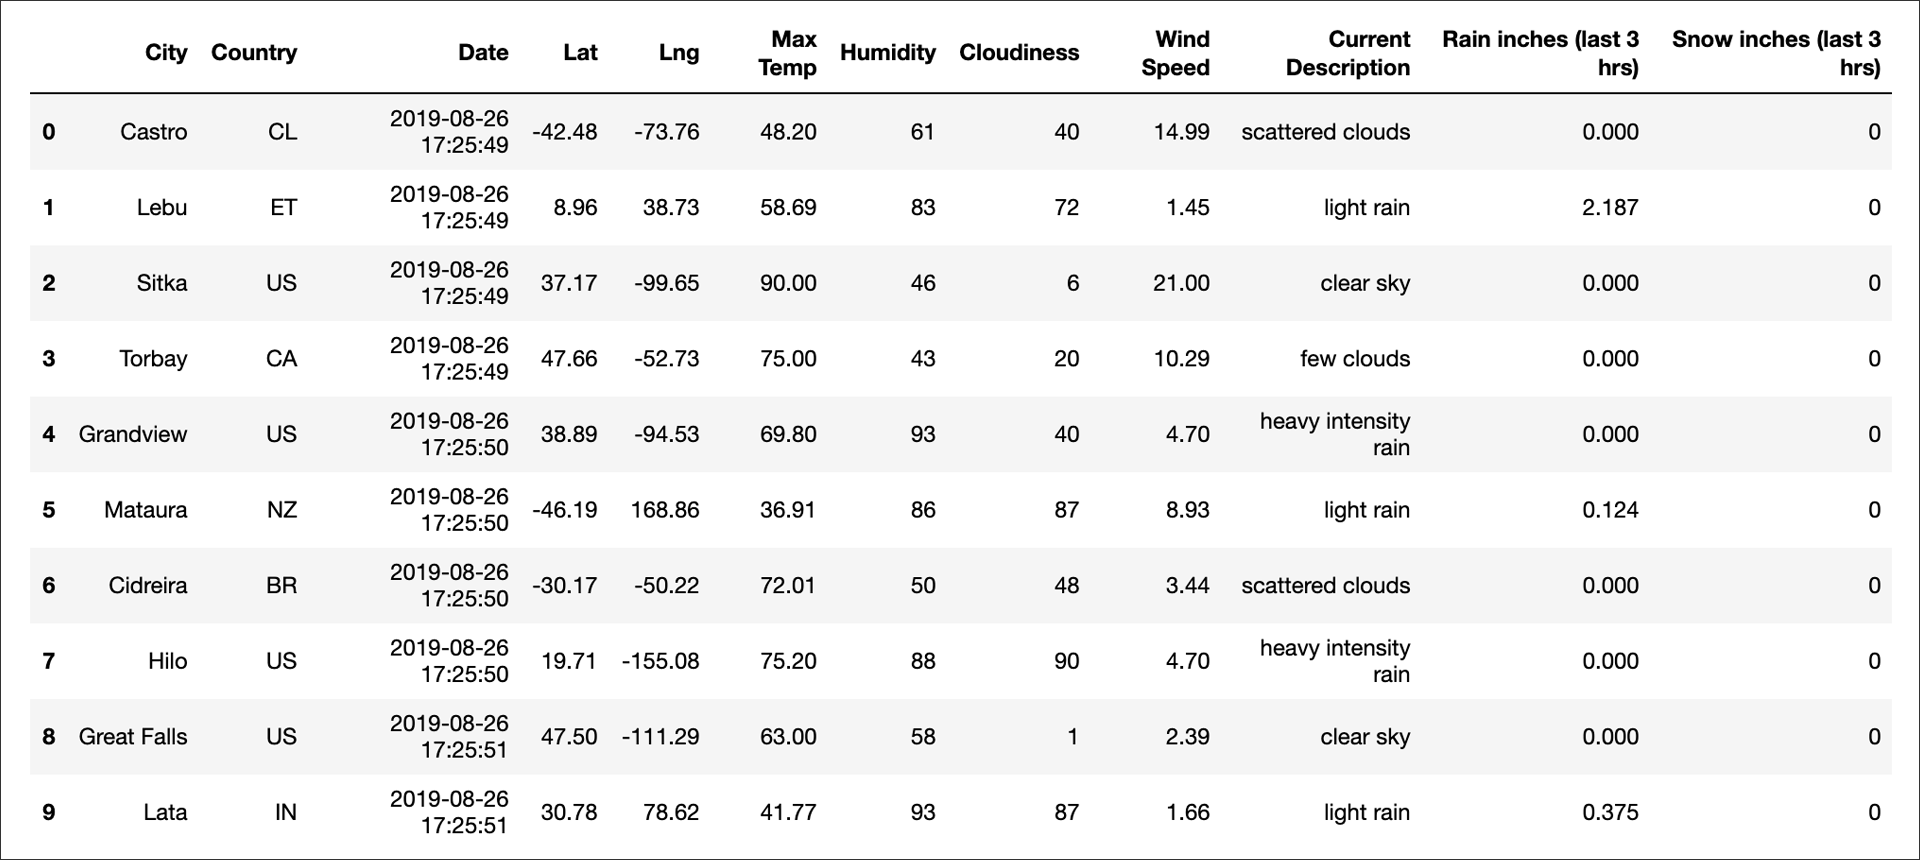 City Country Date Lat Lng Max Temp Humidity Cloudiness Wind Speed Current Description Rain inches (last 3 hrs) Snow inches (last 3 hrs)
0 Castro CL 2019-08-26 17:25:49 -42.48 -73.76 48.20 61 40 14.99 scattered clouds 0.000 0
1 Lebu ET 2019-08-26 17:25:49 8.96 38.73 58.69 83 72 1.45 light rain 2.187 0
2 Sitka US 2019-08-26 17:25:49 37.17 -99.65 90.00 46 6 21.00 clear sky 0.000 0
3 Torbay CA 2019-08-26 17:25:49 47.66 -52.73 75.00 43 20 10.29 few clouds 0.000 0
4 Grandview US 2019-08-26 17:25:50 38.89 -94.53 69.80 93 40 4.70 heavy intensity rain 0.000 0
5 Mataura NZ 2019-08-26 17:25:50 -46.19 168.86 36.91 86 87 8.93 light rain 0.124 0
6 Cidreira BR 2019-08-26 17:25:50 -30.17 -50.22 72.01 50 48 3.44 scattered clouds 0.000 0
7 Hilo US 2019-08-26 17:25:50 19.71 -155.08 75.20 88 90 4.70 heavy intensity rain 0.000 0
8 Great Falls US 2019-08-26 17:25:51 47.50 -111.29 63.00 58 1 2.39 clear sky 0.000 0
9 Lata IN 2019-08-26 17:25:51 30.78 78.62 41.77 93 87 1.66 light rain 0.375 0